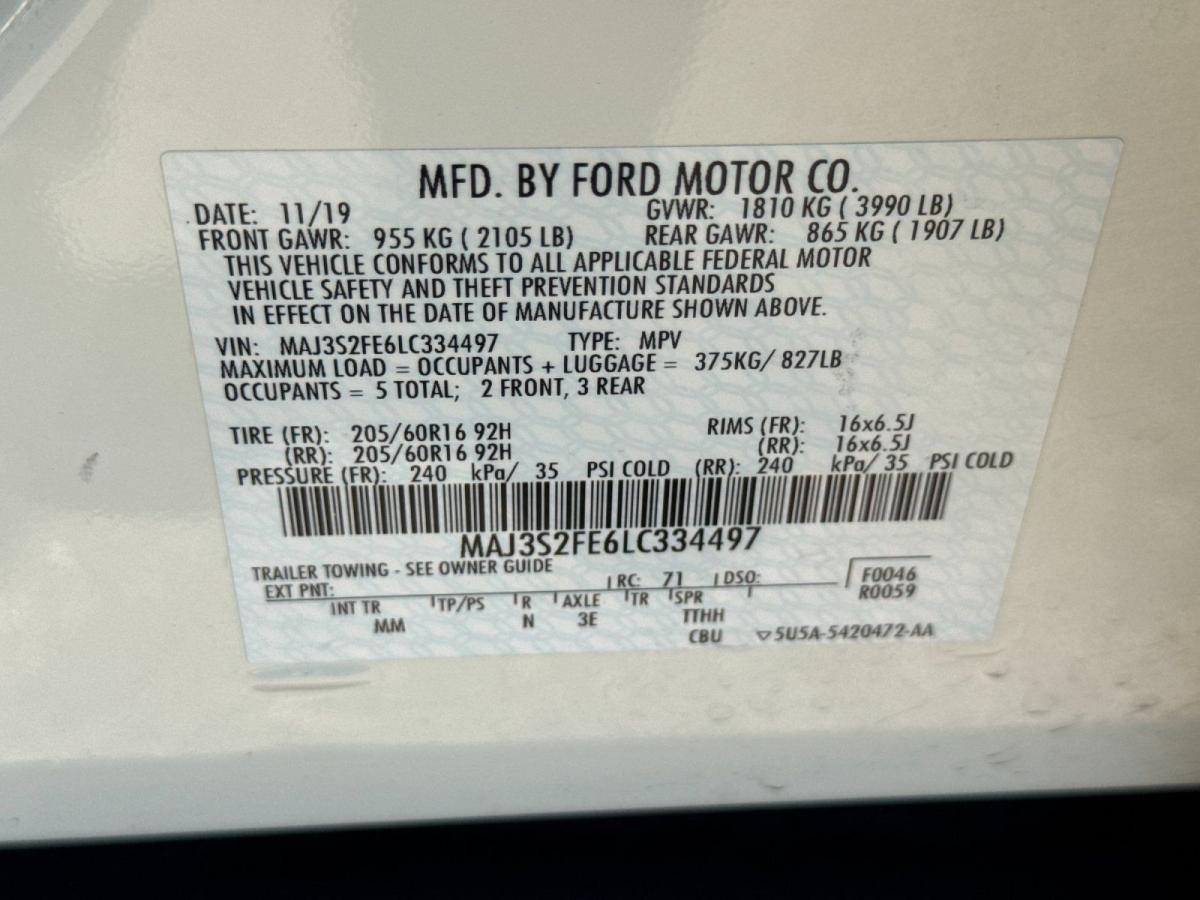 MFD. BY FORD MOTOR CO.
DATE: 11/19 GVWR: 1810 KG ( 3990 LB)
FRONT GAWR: 955 KG ( 2105 LB) REAR GAWR: 865 KG ( 1907 LB)
THIS VEHICLE CONFORMS TO ALL APPLICABLE FEDERAL MOTOR
VEHICLE SAFETY AND THEFT PREVENTION STANDARDS
IN EFFECT ON THE DATE OF MANUFACTURE SHOWN ABOVE.
VIN: MAJ3S2FE6LC334497 TYPE: MPV
MAXIMUM LOAD = OCCUPANTS + LUGGAGE = 375KG/ 827LB
OCCUPANTS = 5 TOTAL; 2 FRONT, 3 REAR
TIRE (FR): 205/60R16 92H RIMS (FR): 16x6.5J
(RR): 205/60R16 92H (RR): 16x6.5J
PRESSURE (FR): 240 kPa/ 35 PSI COLD (RR): 240 kPa/ 35 PSI COLD
MAJ3S2FE6LC334497
TRAILER TOWING - SEE OWNER GUIDE
EXT PNT: RC: 71 DSO: F0046
R0059
INT TR TP/PS R AXLE TR SPR
MM N 3E TTHH
CBU ▽5U5A-5420472-AA